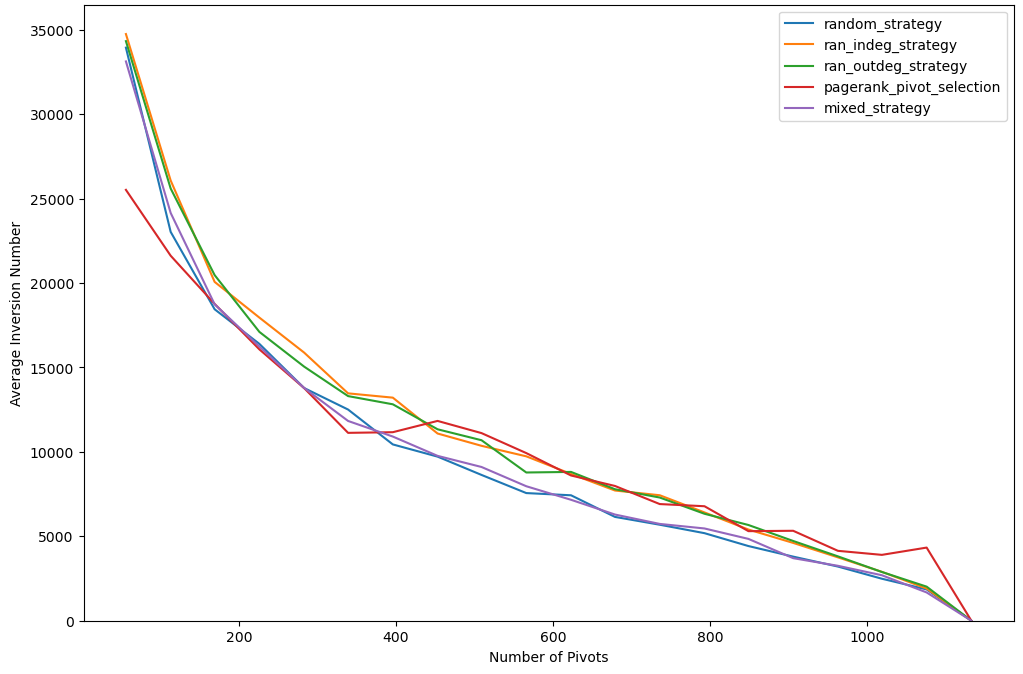 random_strategy
ran_indeg_strategy
ran_outdeg_strategy
pagerank_pivot_selection
mixed_strategy
35000
30000
25000
20000
15000
10000
5000
0
Average Inversion Number
200
400
600
800
1000
Number of Pivots